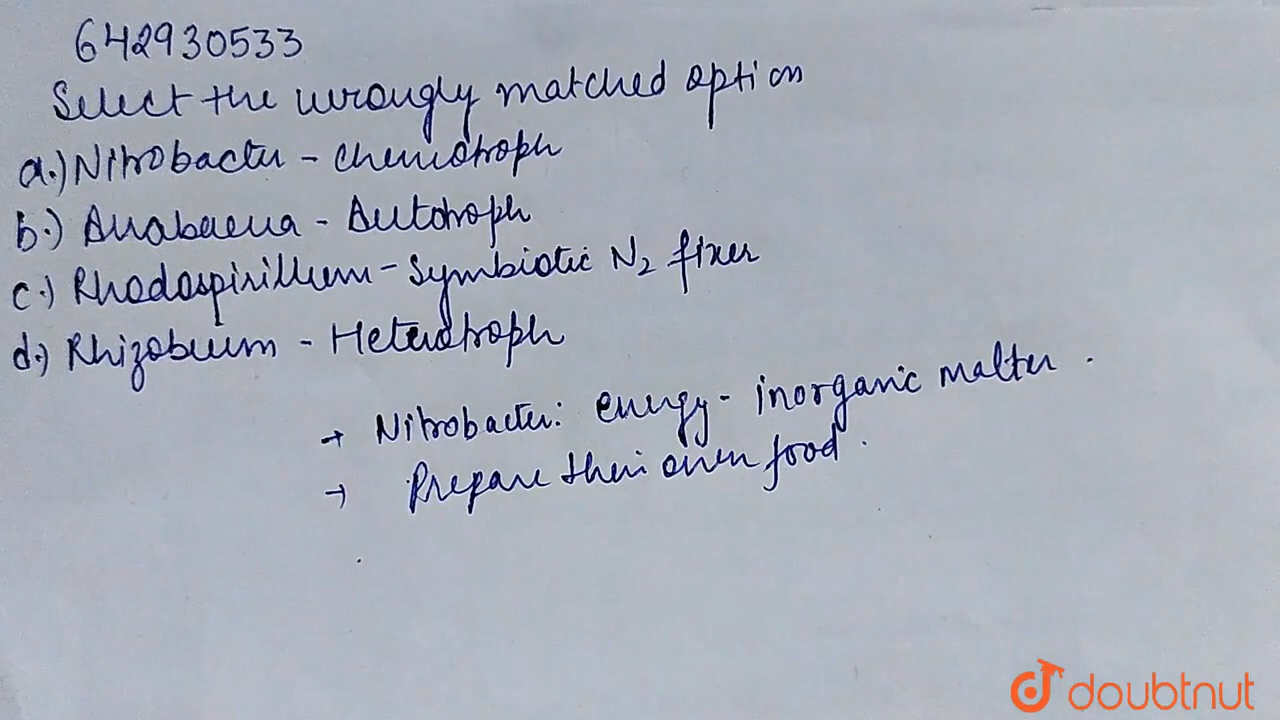 642930533
Select the wrongly matched option
a.) Nitrobacter - Chemotroph
b.) Anabaena - Autotroph
c.) Rhodospirillum - Symbiotic N2 fixer
d.) Rhizobium - Heterotroph
→ Nitrobacter: energy - inorganic matter.
→ Prepare their own food.
doubtnut